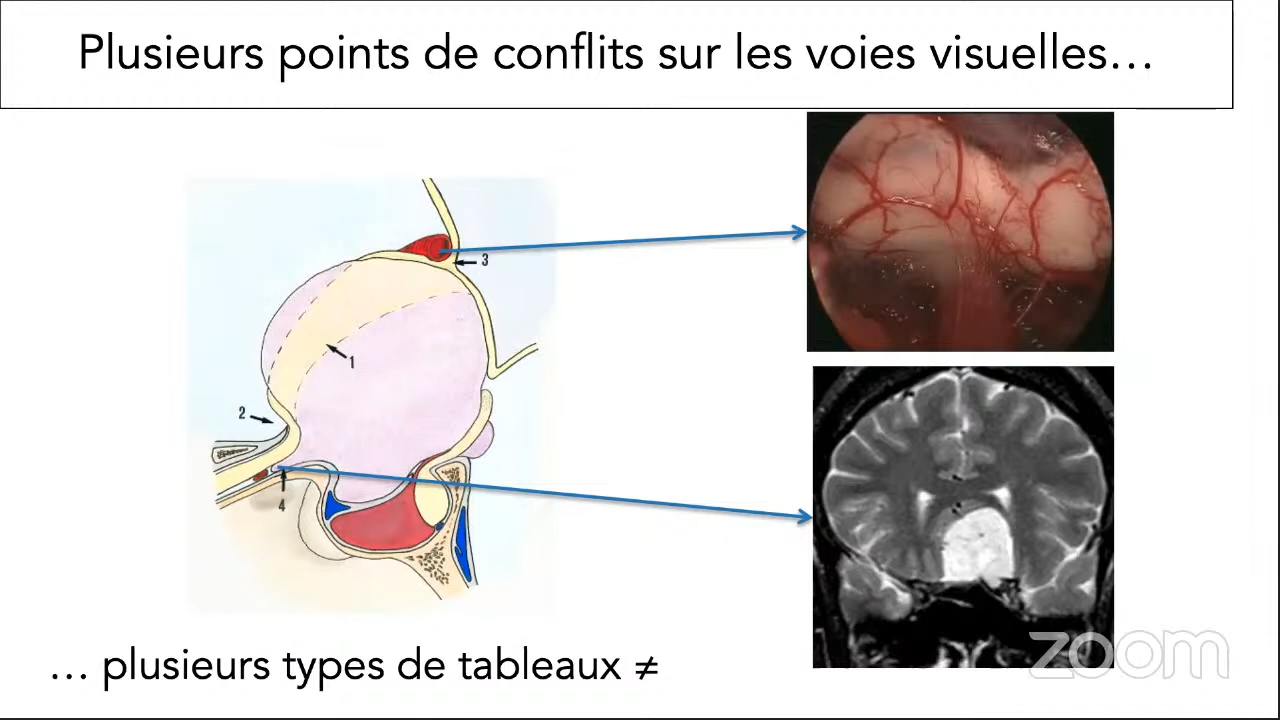 Plusieurs points de conflits sur les voies visuelles…
3
1
2
4
… plusieurs types de tableaux ≠
zoom